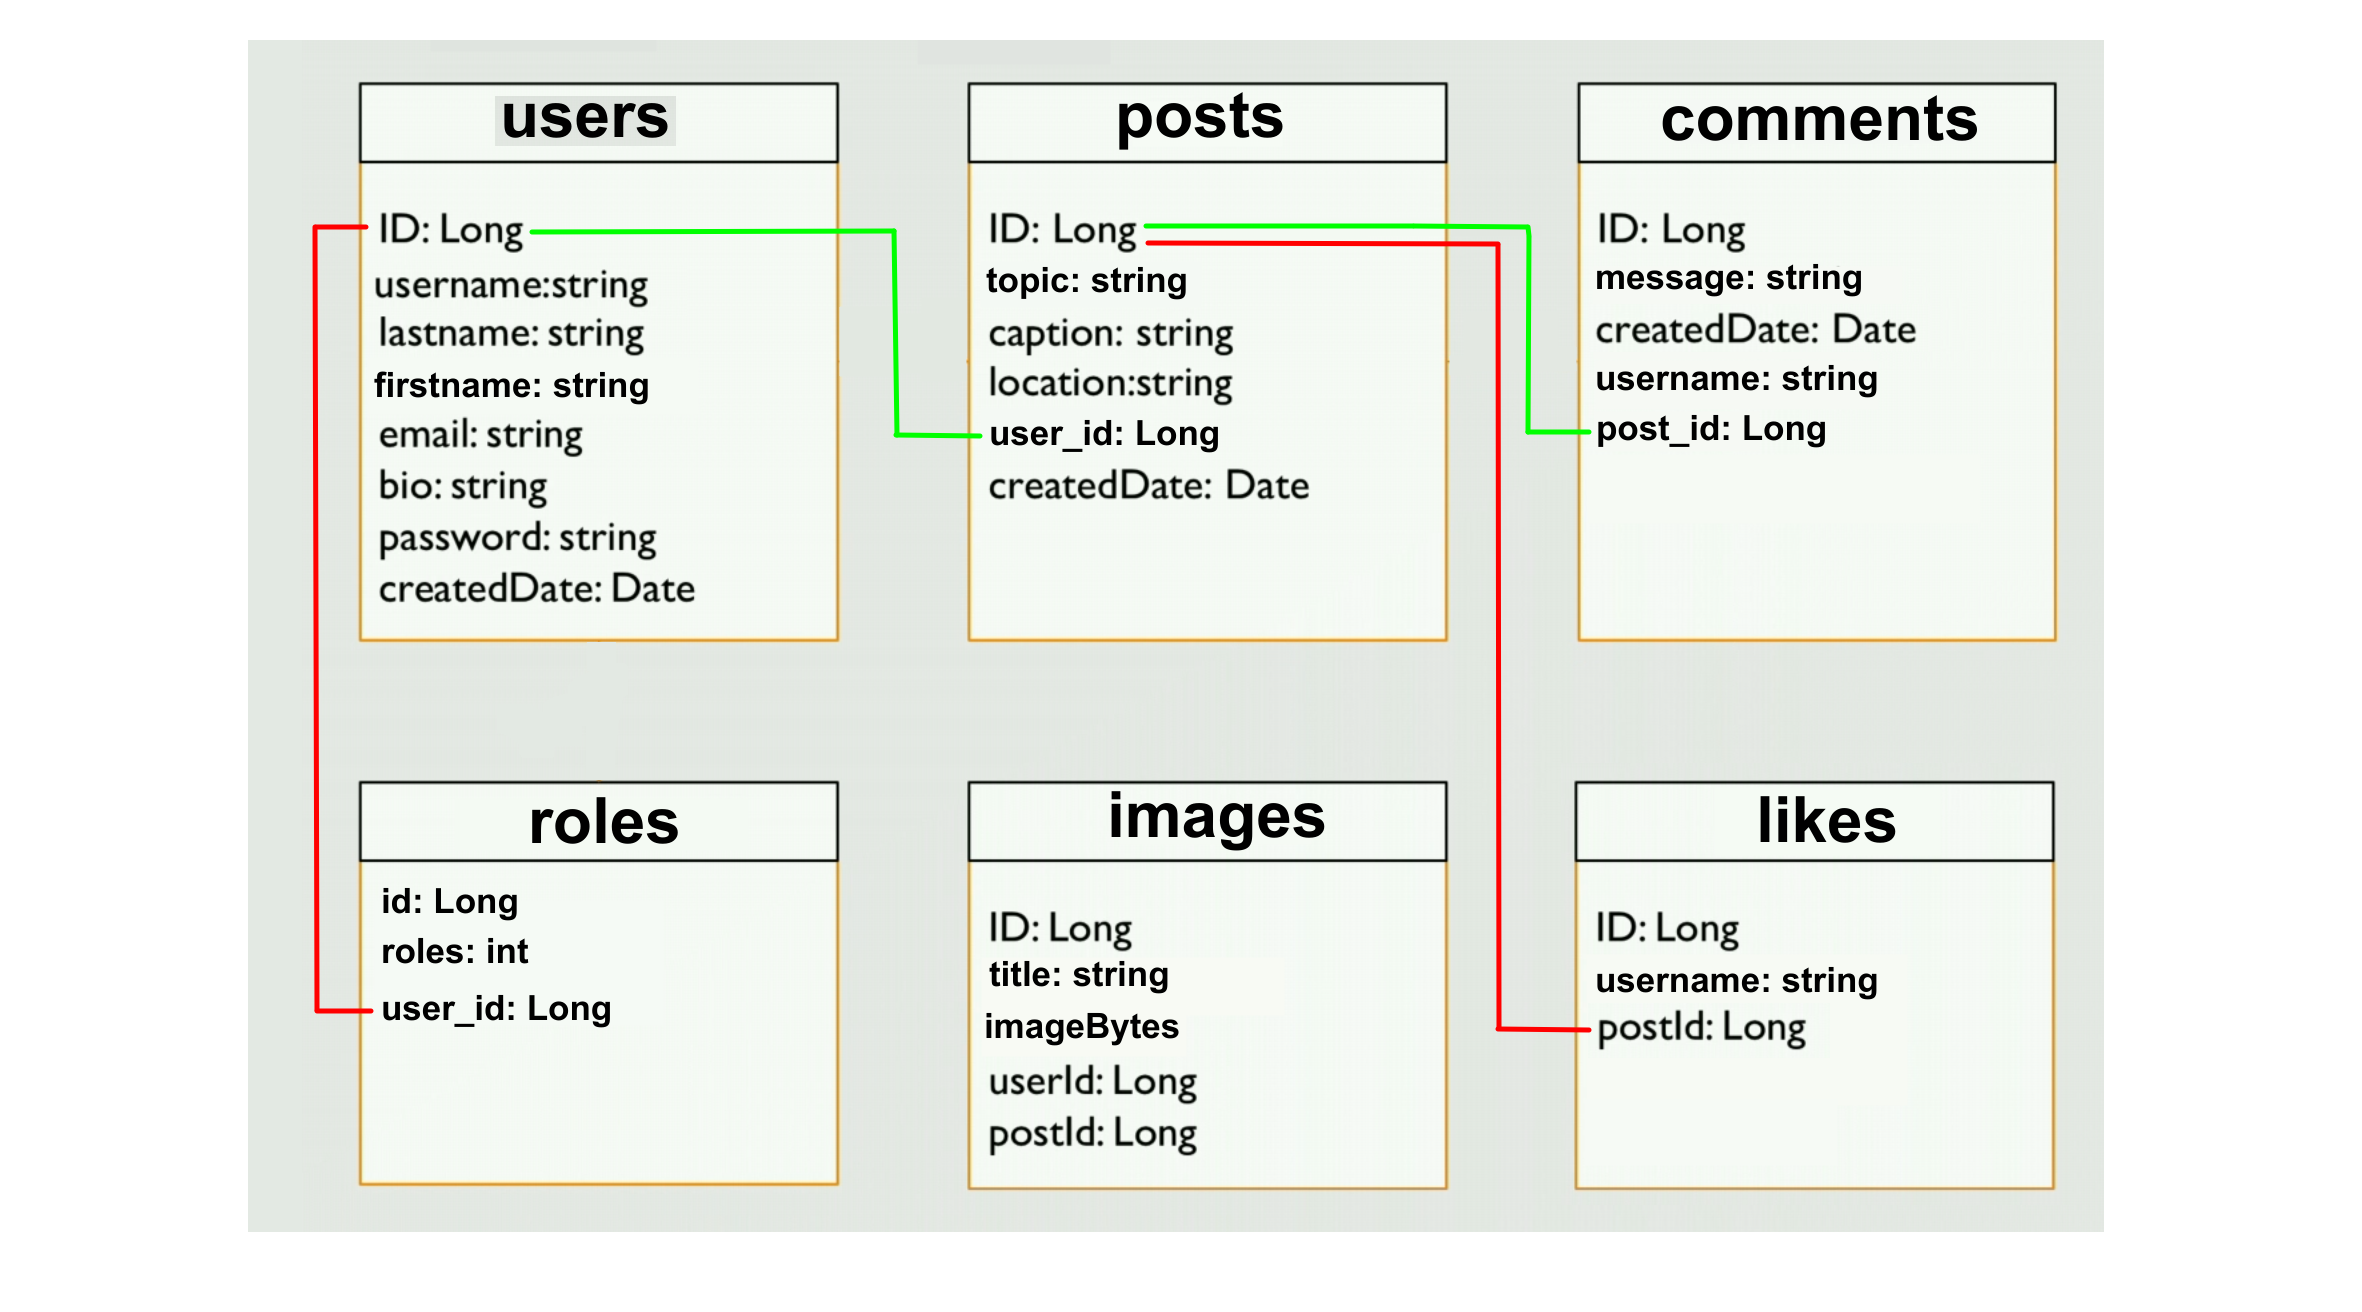 users
ID: Long
username:string
lastname: string
firstname: string
email: string
bio: string
password: string
createdDate: Date
posts
ID: Long
topic: string
caption: string
location:string
user_id: Long
createdDate: Date
comments
ID: Long
message: string
createdDate: Date
username: string
post_id: Long
roles
id: Long
roles: int
user_id: Long
images
ID: Long
title: string
imageBytes
userId: Long
postId: Long
likes
ID: Long
username: string
postId: Long